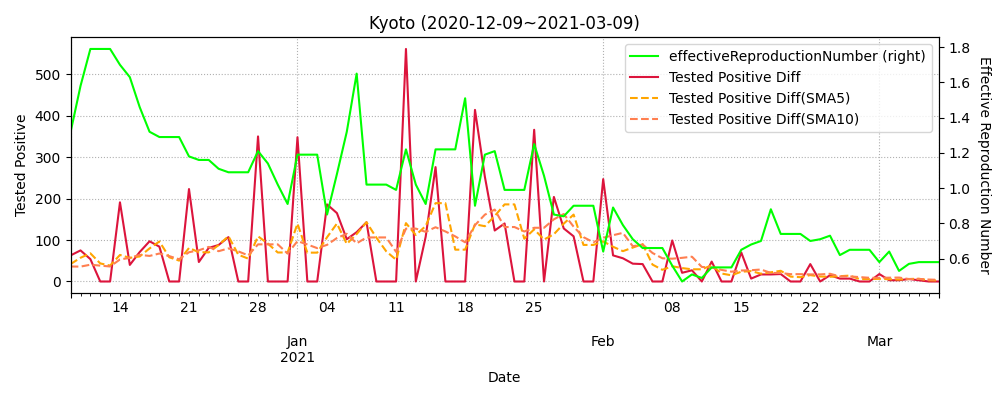 Kyoto (2020-12-09~2021-03-09)
effectiveReproductionNumber (right)
Tested Positive Diff
Tested Positive Diff(SMA5)
Tested Positive Diff(SMA10)
Tested Positive
500
400
300
200
100
0
1.8
1.6
1.4
1.2
1.0
0.8
0.6
Effective Reproduction Number
14 21 28 04 11 18 25 08 15 22
Jan Feb Mar
2021
Date